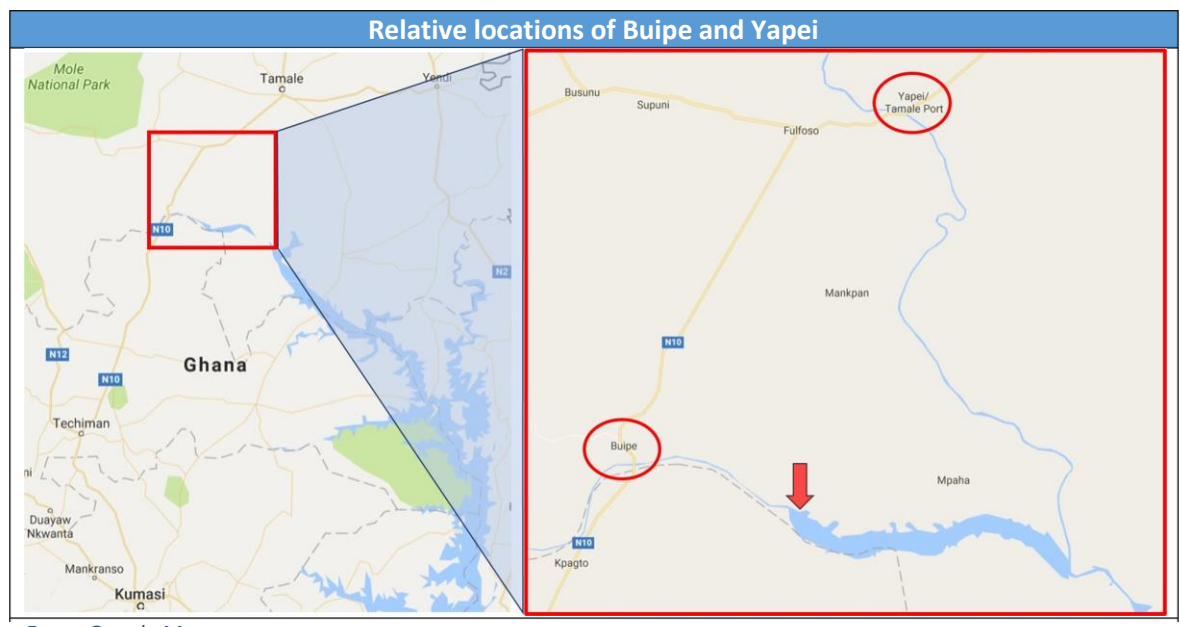 Relative locations of Buipe and Yapei
Mole
National Park
Tamale
Yendi
N10
N2
N12
Ghana
N10
Techiman
ni
Duayaw
Nkwanta
Mankranso
Kumasi
Busunu
Supuni
Yapei/
Tamale Port
Fulfoso
Mankpan
N10
Buipe
Mpaha
N10
Kpagto